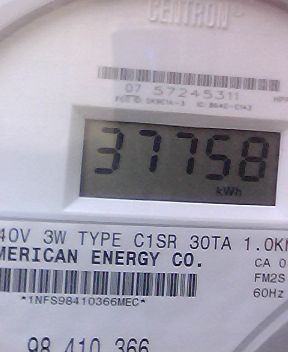 CENTRON
07 57245311
37758
kWh
40V 3W TYPE C1SR 30TA 1.0K
MERICAN ENERGY CO.
CA 0
FM2S
60Hz
*1NFS98410366MEC*
98 410 366